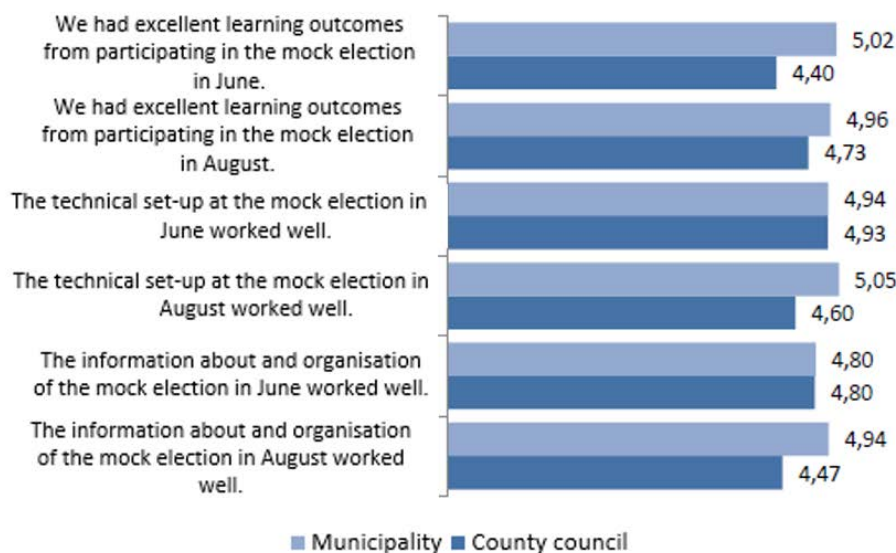 We had excellent learning outcomes
from participating in the mock election
in June.
5,02
4,40
We had excellent learning outcomes
from participating in the mock election
in August.
4,96
4,73
The technical set-up at the mock election in
June worked well.
4,94
4,93
The technical set-up at the mock election in
August worked well.
5,05
4,60
The information about and organisation
of the mock election in June worked well.
4,80
4,80
The information about and organisation
of the mock election in August worked
well.
4,94
4,47
Municipality County council